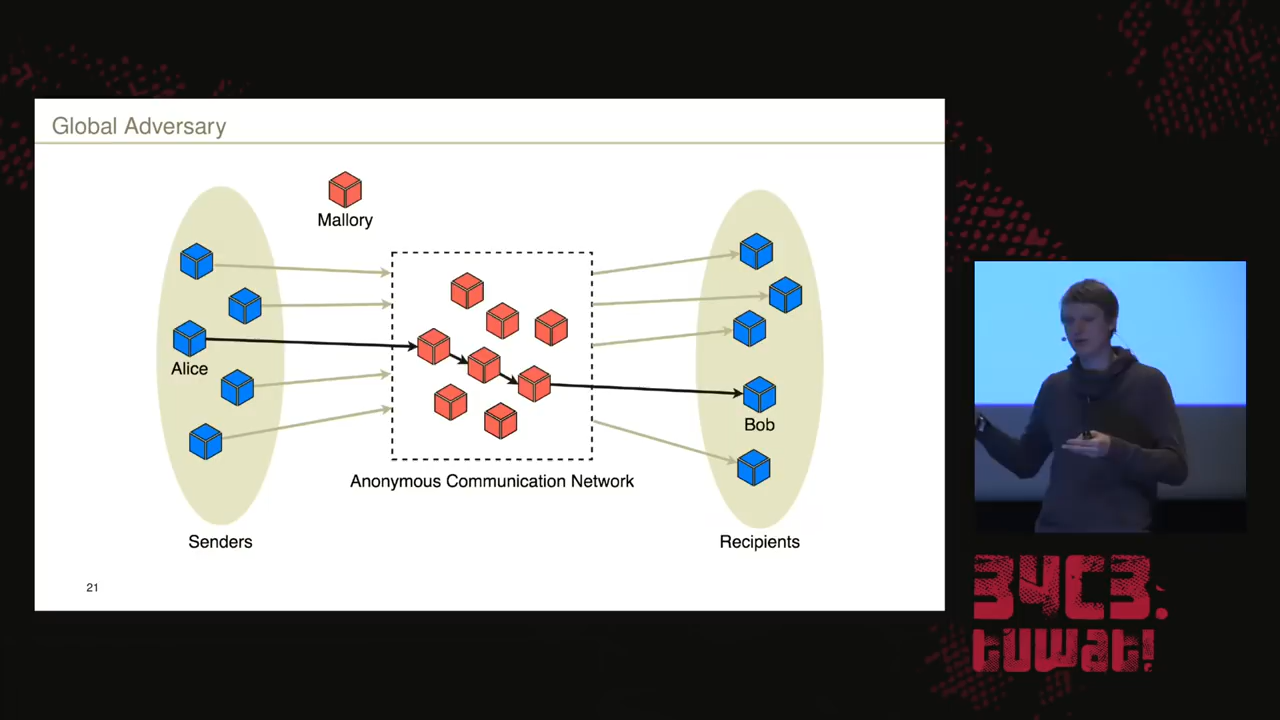 Global Adversary
Mallory
Alice
Bob
Anonymous Communication Network
Senders
Recipients
21
34C3.
tuwat!